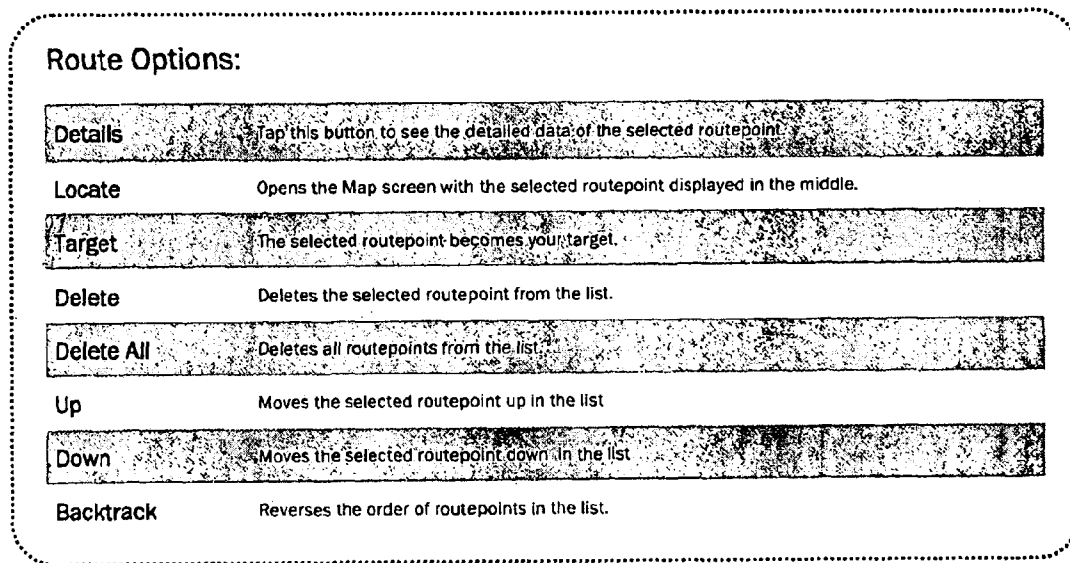 Route Options:
Details Tap this button to see the detailed data of the selected routepoint
Locate Opens the Map screen with the selected routepoint displayed in the middle.
Target The selected routepoint becomes your target.
Delete Deletes the selected routepoint from the list.
Delete All Deletes all routepoints from the list.
Up Moves the selected routepoint up in the list
Down Moves the selected routepoint down in the list
Backtrack Reverses the order of routepoints in the list.